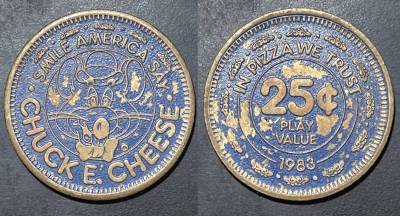 SMILE AMERICA SAY
CHUCK E. CHEESE
IN PIZZA WE TRUST
25¢
PLAY
VALUE
1983